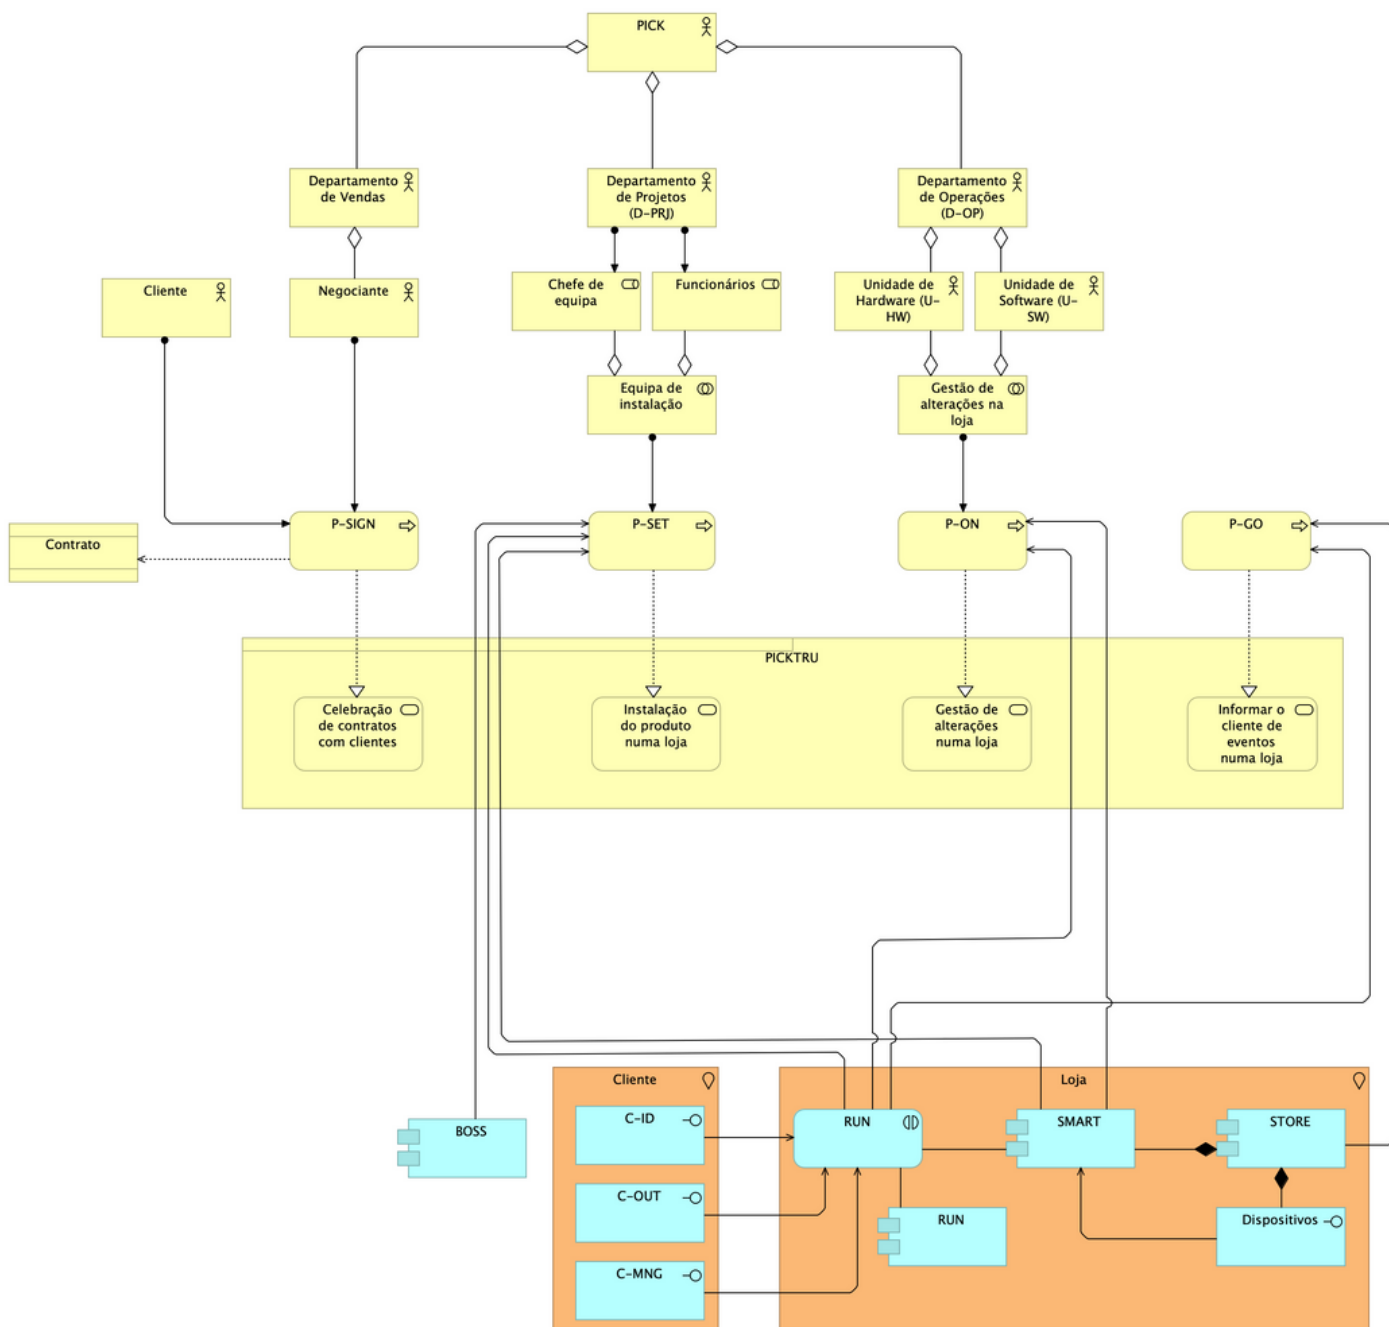 PICK
Departamento
de Vendas
Departamento
de Projetos
(D-PRJ)
Departamento
de Operações
(D-OP)
Cliente
Negociante
Chefe de
equipa
Funcionários
Unidade de
Hardware (U-
HW)
Unidade de
Software (U-
SW)
Equipa de
instalação
Gestão de
alterações na
loja
Contrato
P-SIGN
P-SET
P-ON
P-GO
PICKTRU
Celebração
de contratos
com clientes
Instalação
do produto
numa loja
Gestão de
alterações
numa loja
Informar o
cliente de
eventos
numa loja
Cliente
Loja
BOSS
C-ID
RUN
SMART
STORE
C-OUT
RUN
Dispositivos
C-MNG